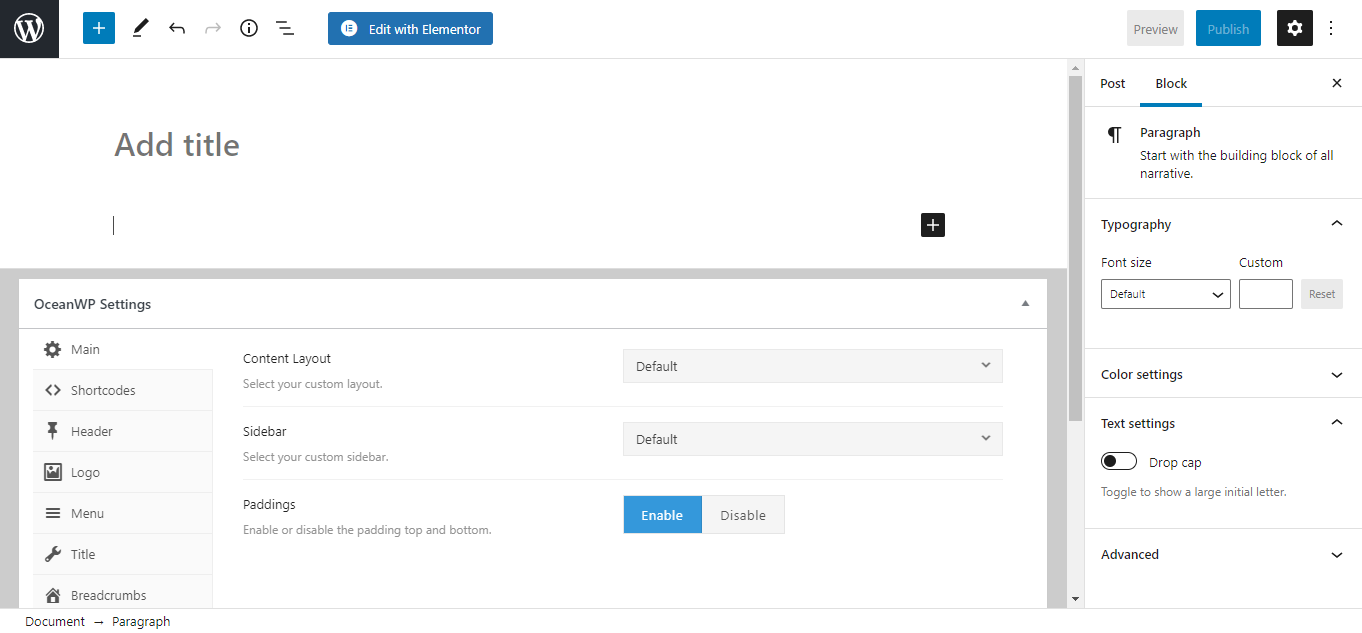 Edit with Elementor
Preview
Publish
Add title
OceanWP Settings
Main
Shortcodes
Header
Logo
Menu
Title
Breadcrumbs
Content Layout
Select your custom layout.
Default
Sidebar
Select your custom sidebar.
Default
Paddings
Enable or disable the padding top and bottom.
Enable Disable
Post Block
Paragraph
Start with the building block of all
narrative.
Typography
Font size Custom
Default Reset
Color settings
Text settings
Drop cap
Toggle to show a large initial letter.
Advanced
Document → Paragraph